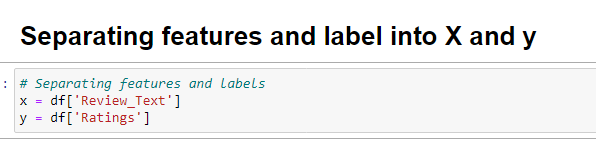 Separating features and label into X and y
: # Separating features and labels
x = df['Review_Text']
y = df['Ratings']